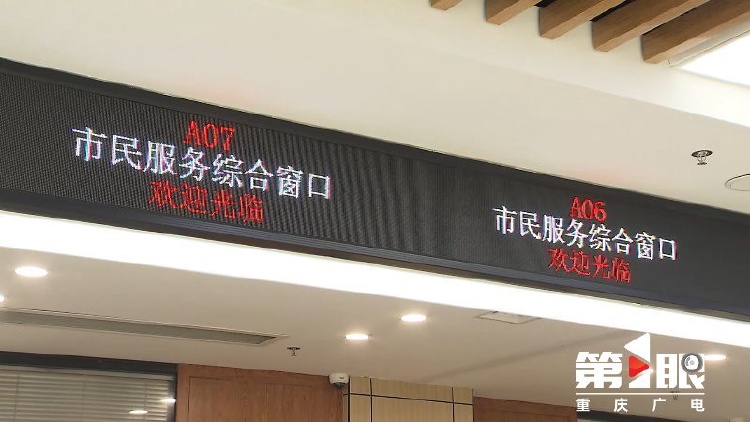 A07
市民服务综合窗口
欢迎光临
A06
市民服务综合窗口
欢迎光临
第1眼
重庆广电